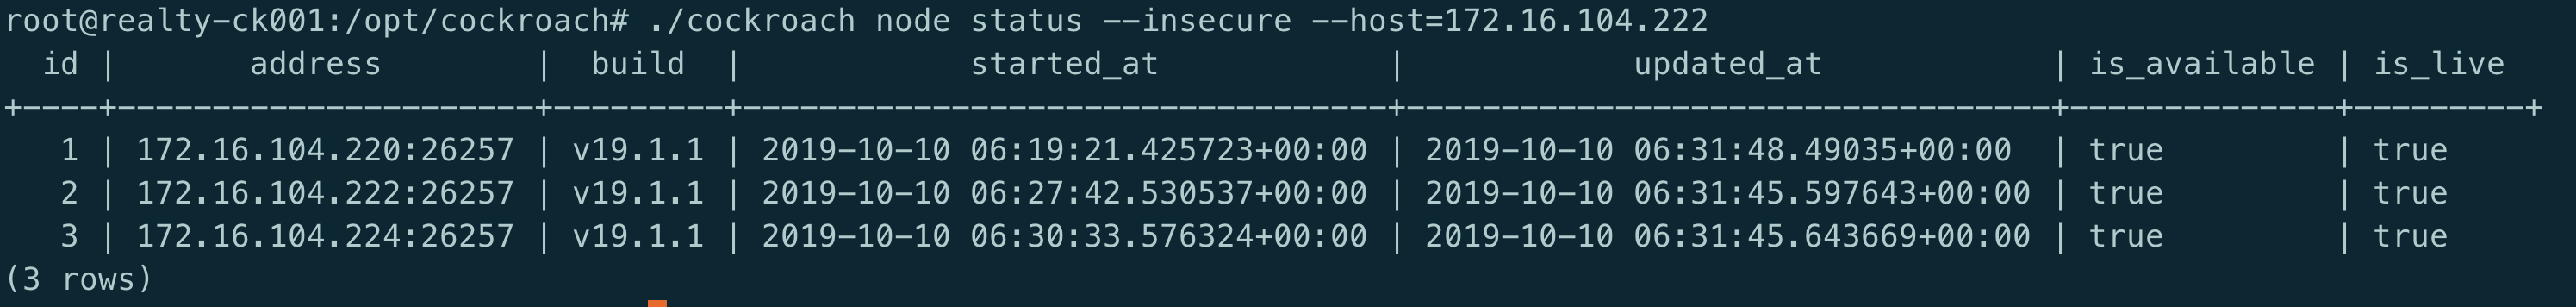 root@realty-ck001:/opt/cockroach# ./cockroach node status --insecure --host=172.16.104.222
  id |       address        |  build  |            started_at            |            updated_at            | is_available | is_live
+----+----------------------+---------+----------------------------------+----------------------------------+--------------+---------+
   1 | 172.16.104.220:26257 | v19.1.1 | 2019-10-10 06:19:21.425723+00:00 | 2019-10-10 06:31:48.49035+00:00  | true         | true
   2 | 172.16.104.222:26257 | v19.1.1 | 2019-10-10 06:27:42.530537+00:00 | 2019-10-10 06:31:45.597643+00:00 | true         | true
   3 | 172.16.104.224:26257 | v19.1.1 | 2019-10-10 06:30:33.576324+00:00 | 2019-10-10 06:31:45.643669+00:00 | true         | true
(3 rows)